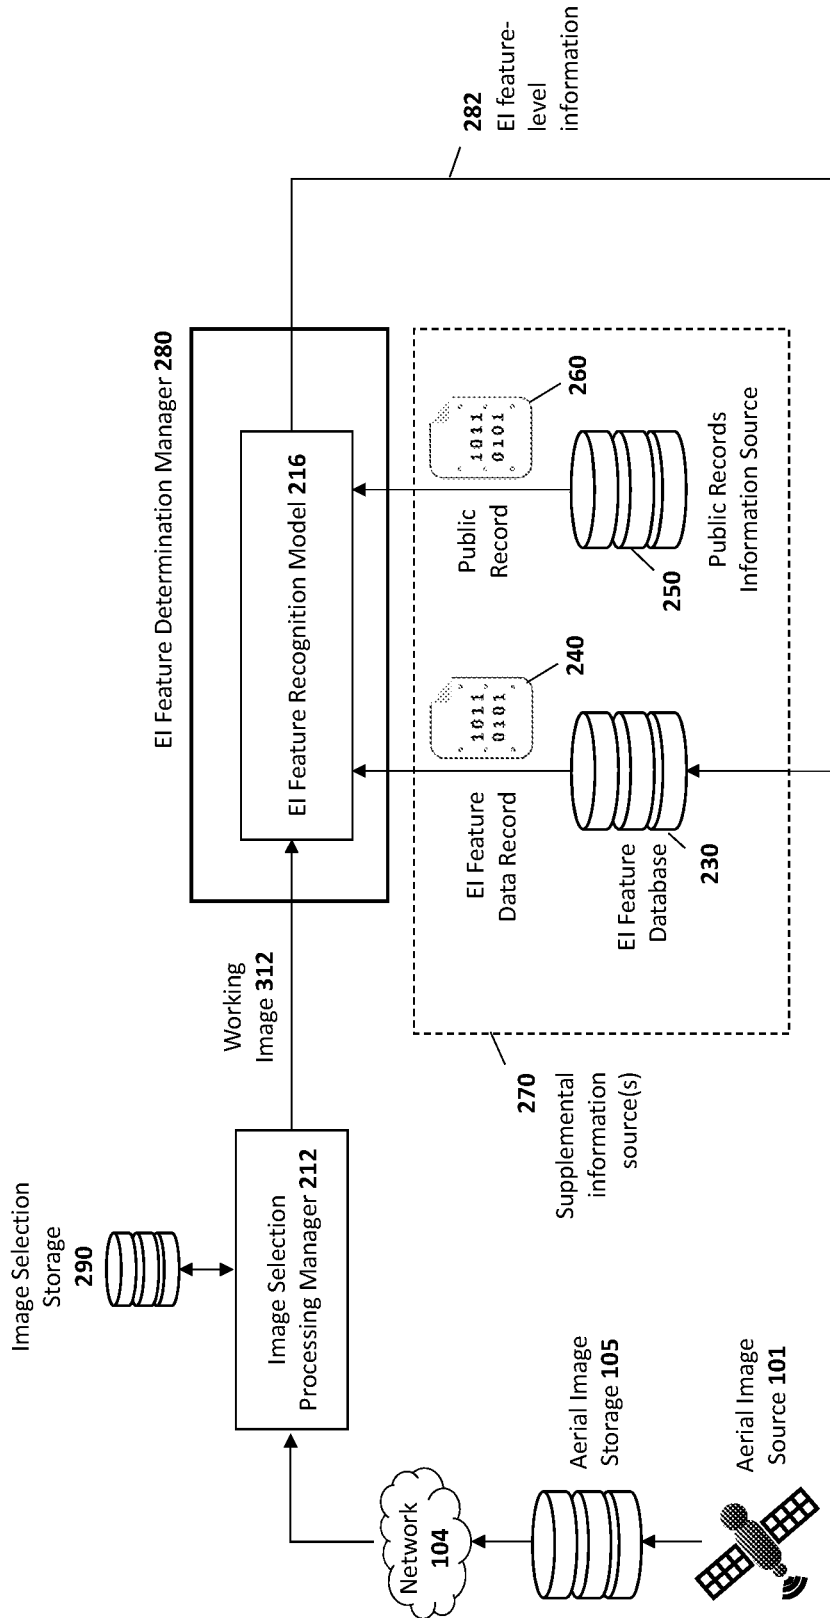 Image Selection
Storage
290
Image Selection
Processing Manager 212
Network
104
Aerial Image
Storage 105
Aerial Image
Source 101
Working
Image 312
EI Feature Determination Manager 280
EI Feature Recognition Model 216
282
EI feature-
level
information
270
Supplemental
information
source(s)
EI Feature
Data Record
1011
0101
240
EI Feature
Database
230
Public
Record
1011
0101
260
250
Public Records
Information Source